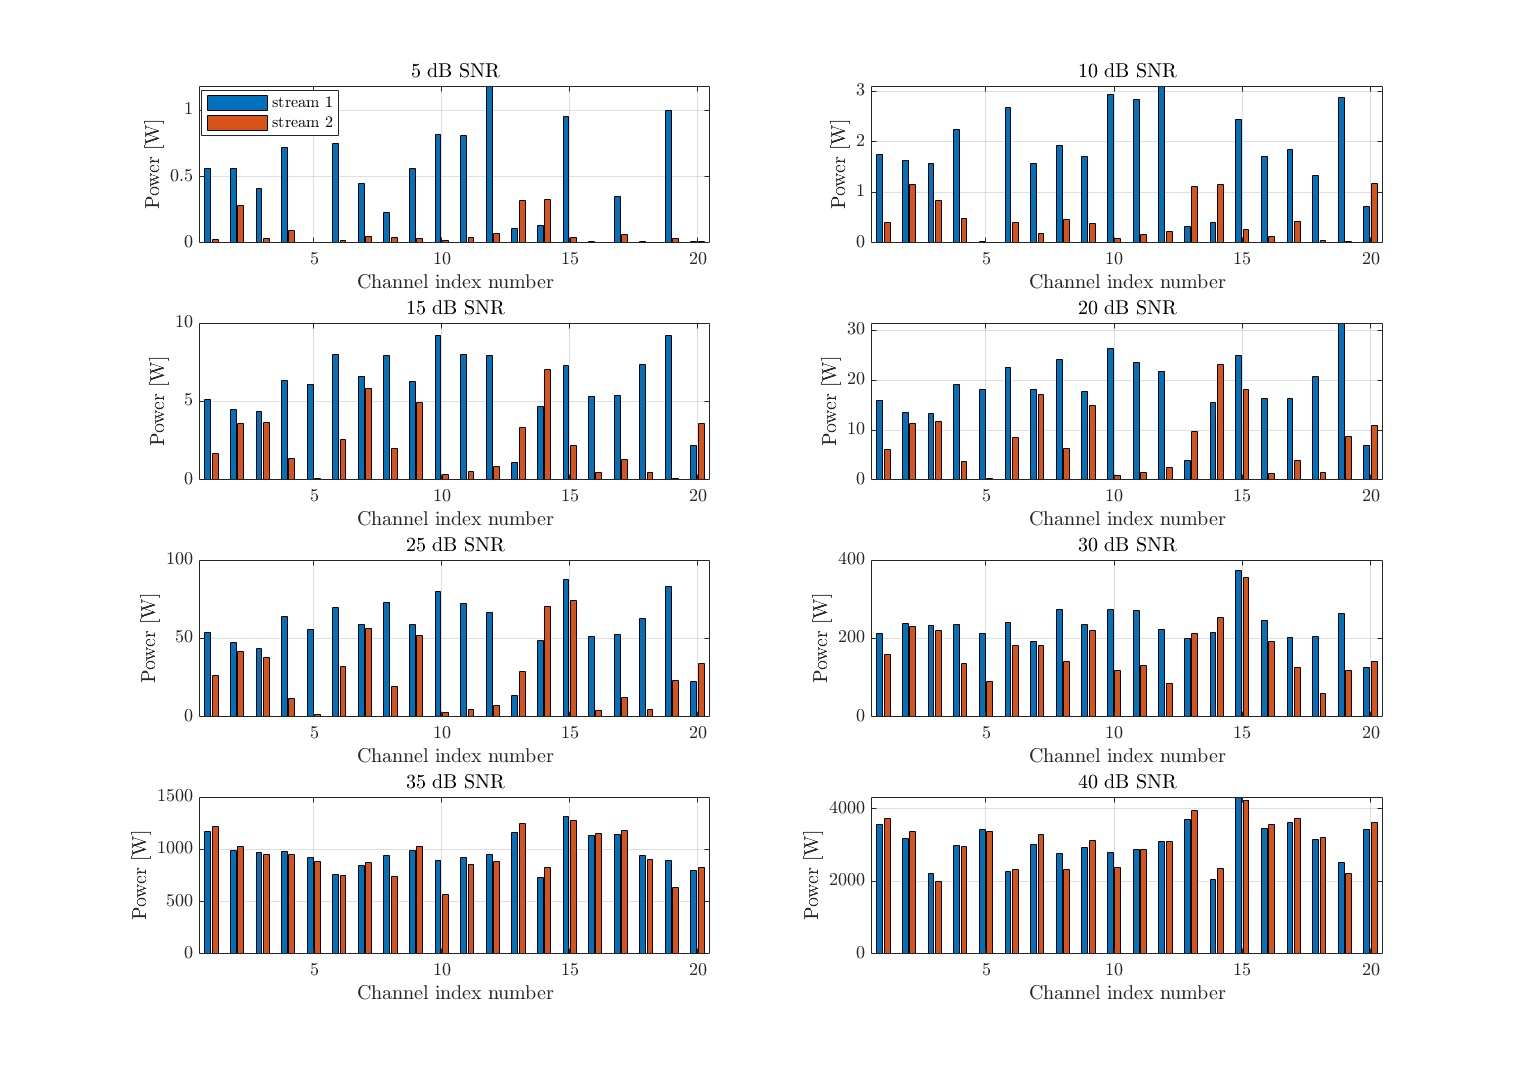 5 dB SNR
Power [W]
1
0.5
0
stream 1
stream 2
5
10
15
20
Channel index number
10 dB SNR
Power [W]
3
2
1
0
5
10
15
20
Channel index number
15 dB SNR
Power [W]
10
5
0
5
10
15
20
Channel index number
20 dB SNR
Power [W]
30
20
10
0
5
10
15
20
Channel index number
25 dB SNR
Power [W]
100
50
0
5
10
15
20
Channel index number
30 dB SNR
Power [W]
400
200
0
5
10
15
20
Channel index number
35 dB SNR
Power [W]
1500
1000
500
0
5
10
15
20
Channel index number
40 dB SNR
Power [W]
4000
2000
0
5
10
15
20
Channel index number